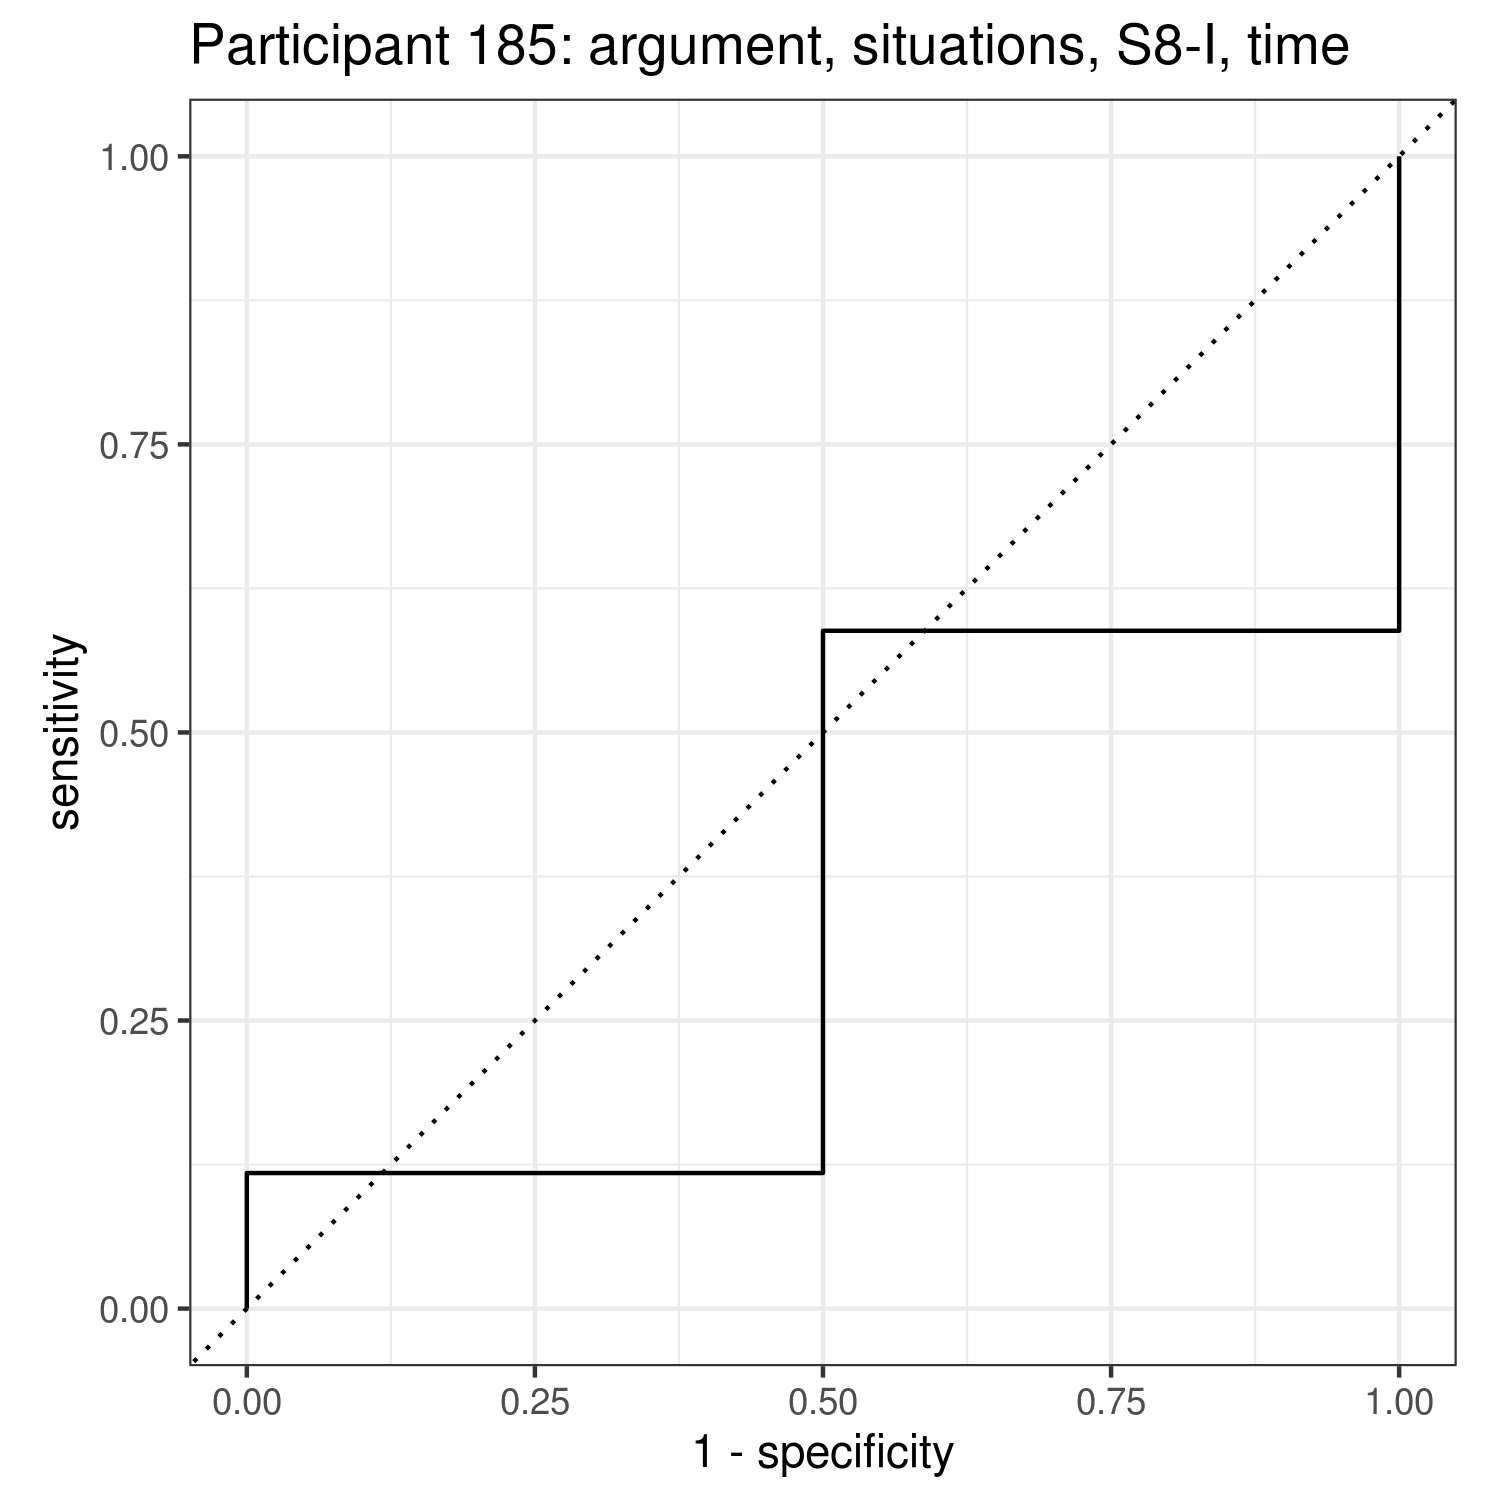 Participant 185: argument, situations, S8-I, time
1.00
0.75
0.50
0.25
0.00
sensitivity
0.00 0.25 0.50 0.75 1.00
1 - specificity